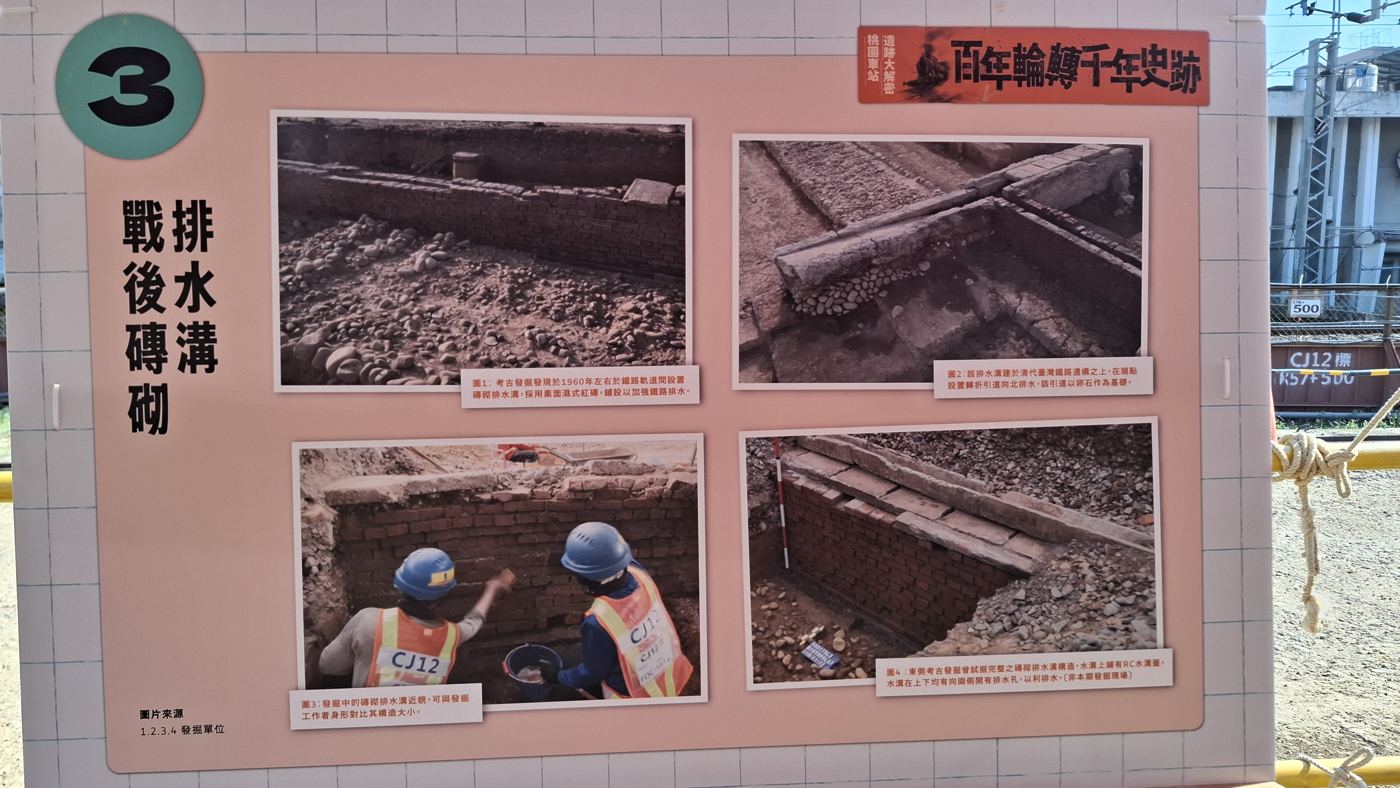 3
戰後磚砌
排水溝
桃園車站
遺跡大解密
百年輪轉千年史跡
圖1：考古發掘發現於1960年左右於鐵路軌道間設置
磚砌排水溝，採用素面濕式紅磚，鋪設以加強鐵路排水。
圖2：該排水溝建於清代臺灣鐵路遺構之上，在端點
設置轉折引道向北排水，該引道以卵石作為基礎。
圖3：發掘中的磚砌排水溝近貌，可與發掘
工作者身形對比其構造大小。
圖4：東側考古發掘曾試掘完整之磚砌排水溝構造，水溝上鋪有RC水溝蓋，
水溝在上下均有向兩側開有排水孔，以利排水。〔非本期發掘現場〕
圖片來源
1.2.3.4 發掘單位
CJ12
CJ12
CJ12
500
CJ12標
K57+500